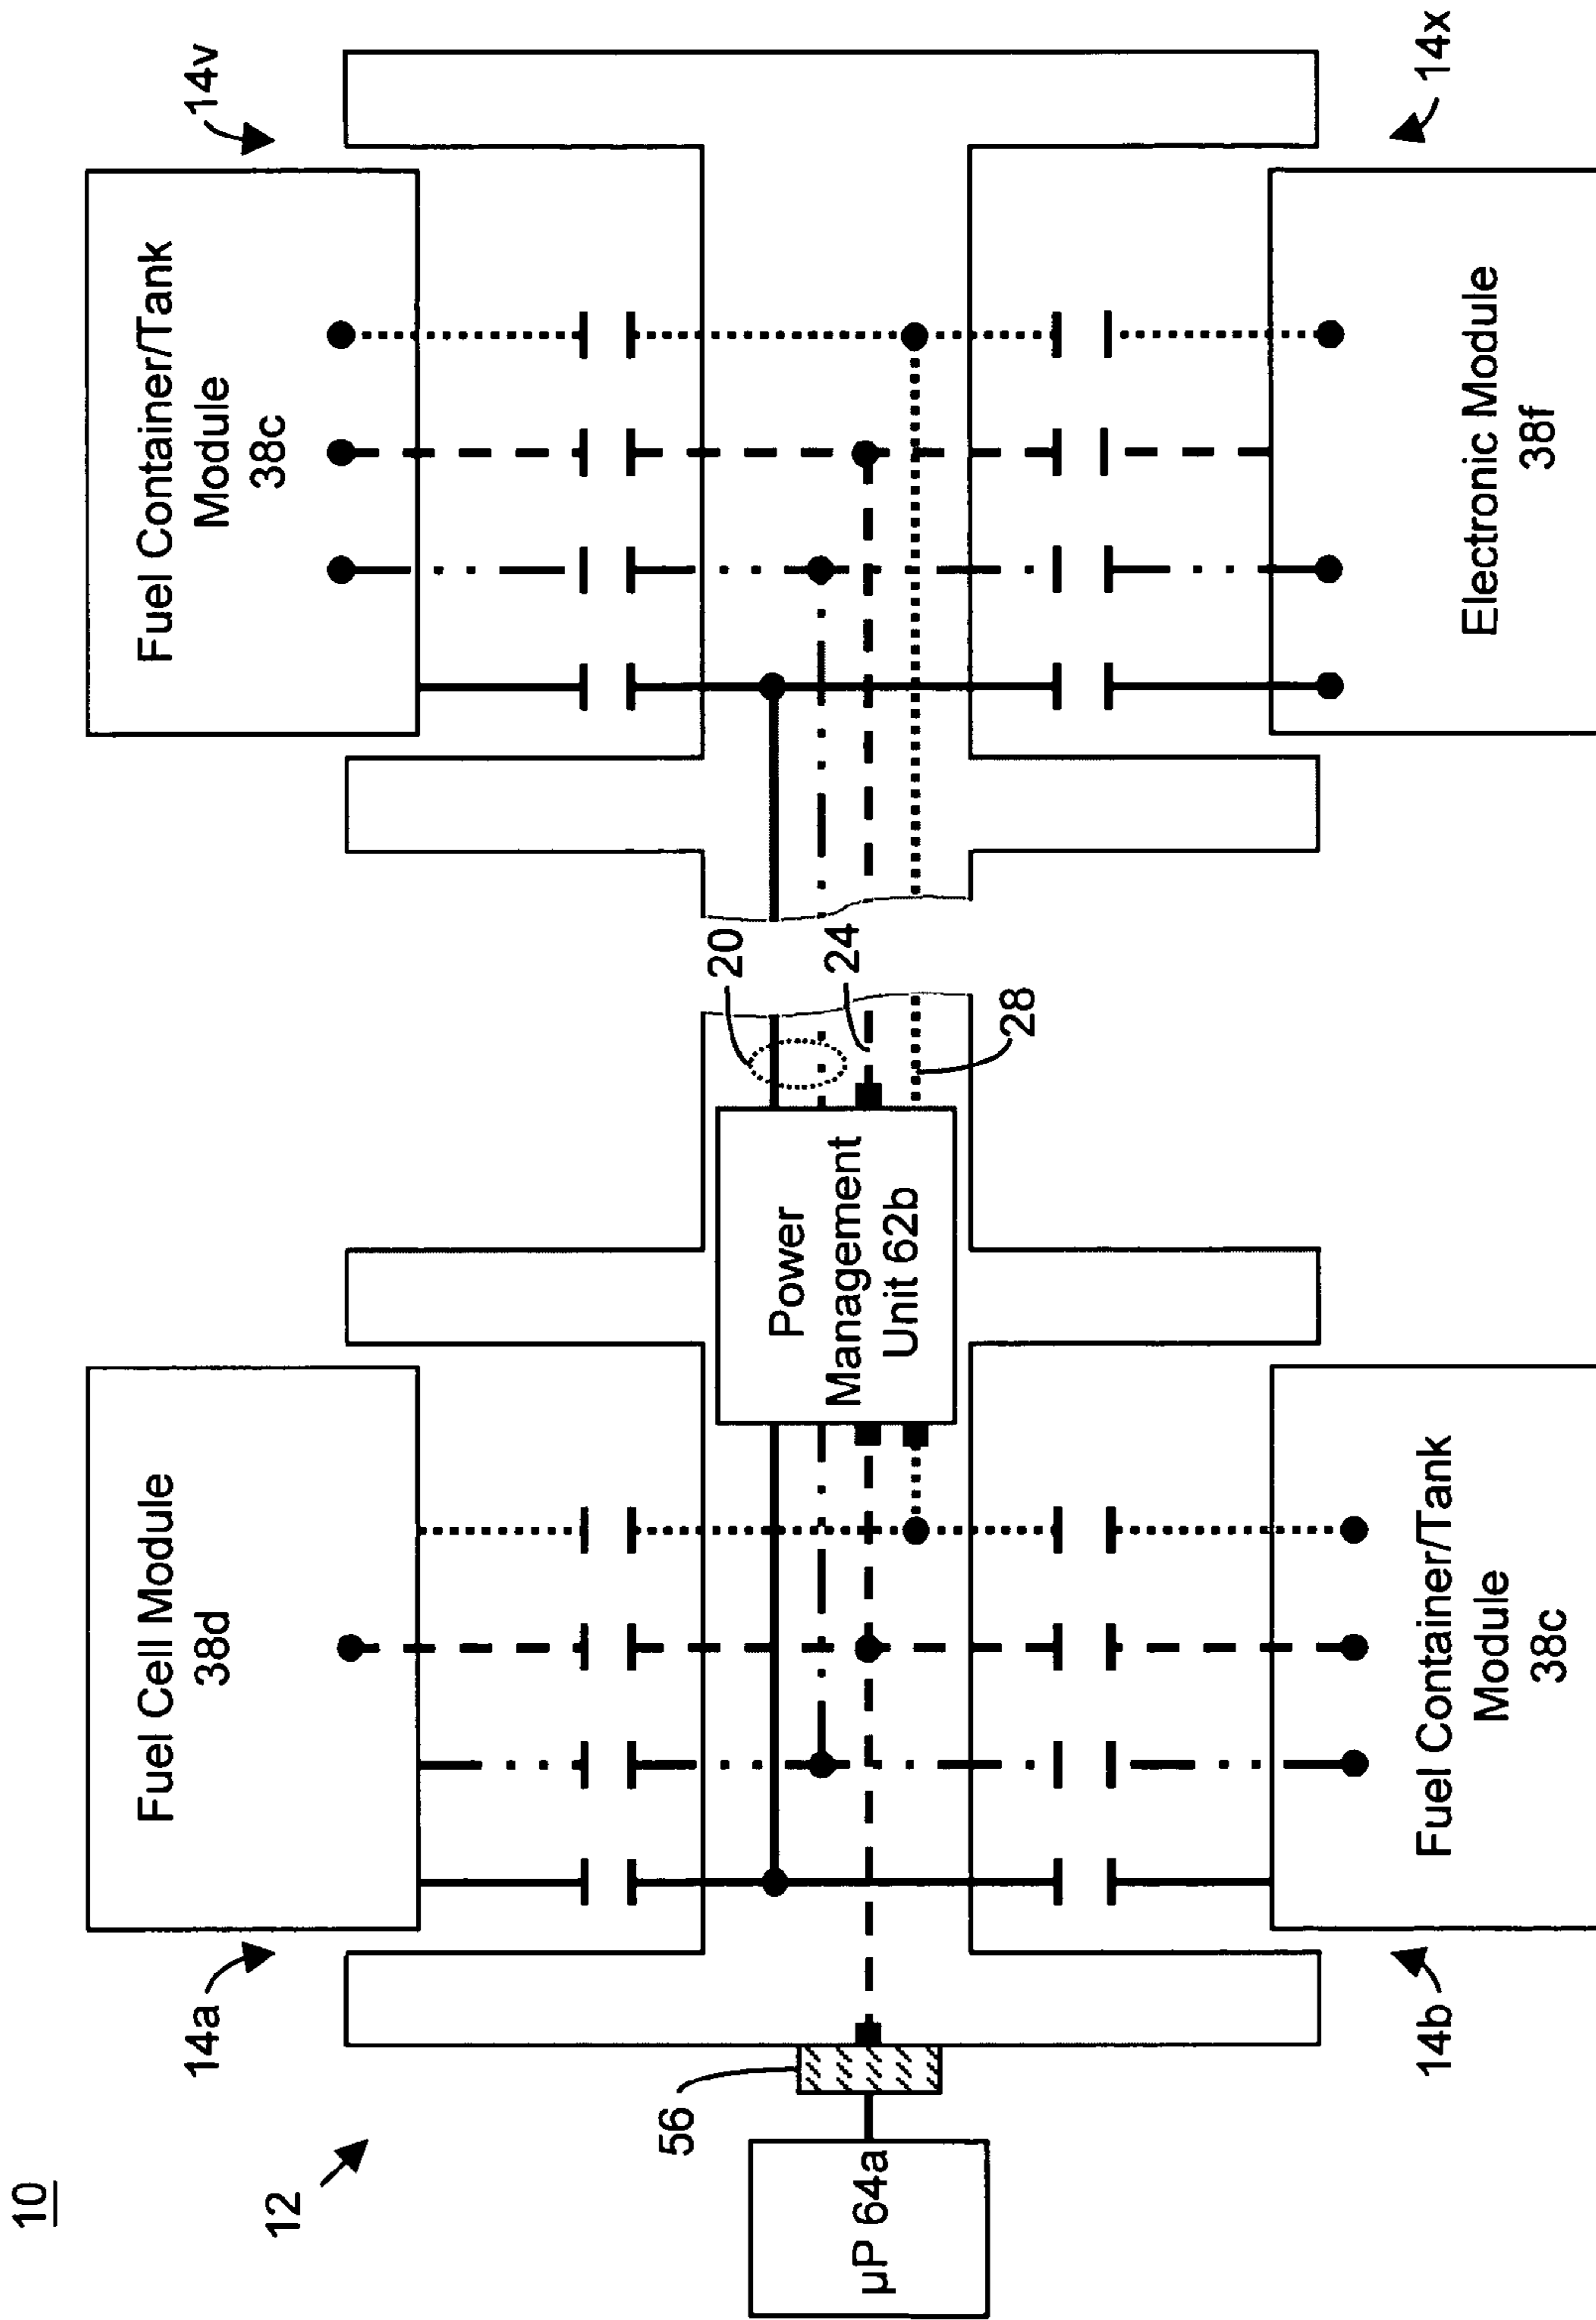 10
12
14a
Fuel Cell Module
38d
14v
Fuel Container/Tank
Module
38c
56
µP 64a
Power
Management
Unit 62b
20
24
28
14b
Fuel Container/Tank
Module
38c
14x
Electronic Module
38f